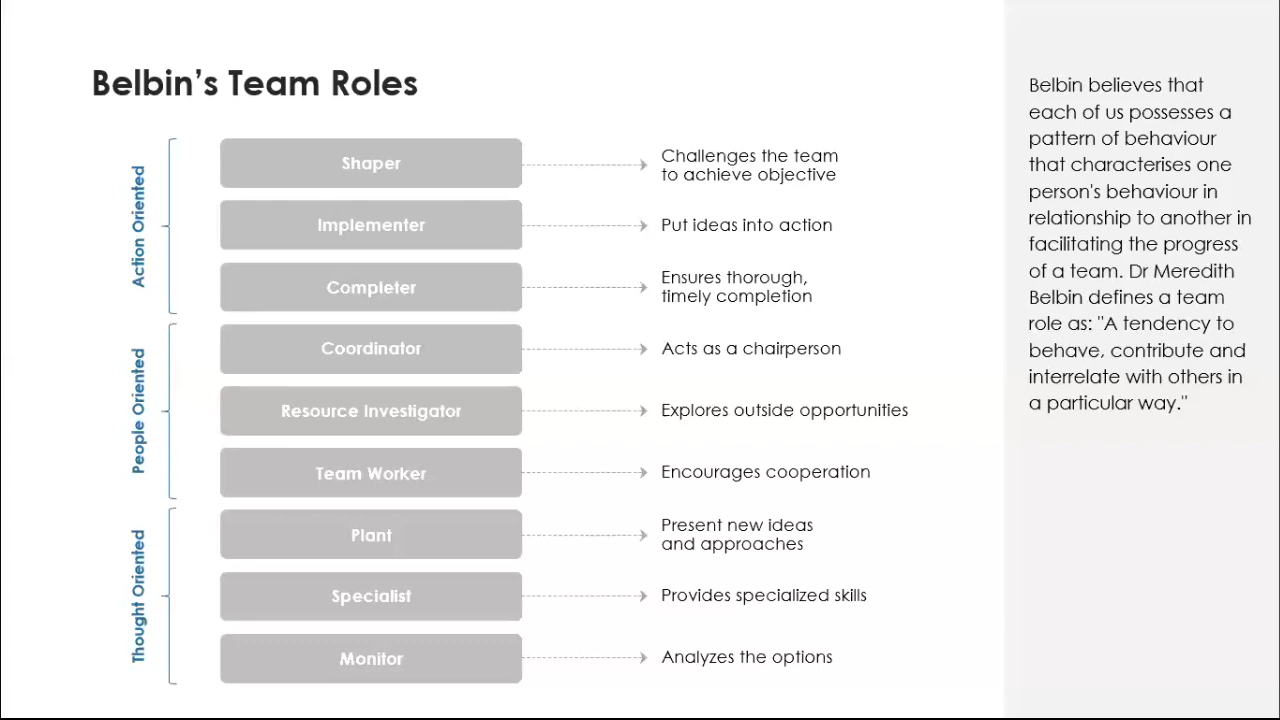 Belbin’s Team Roles
Action Oriented
Shaper
Challenges the team
to achieve objective
Implementer
Put ideas into action
Completer
Ensures thorough,
timely completion
People Oriented
Coordinator
Acts as a chairperson
Resource Investigator
Explores outside opportunities
Team Worker
Encourages cooperation
Thought Oriented
Plant
Present new ideas
and approaches
Specialist
Provides specialized skills
Monitor
Analyzes the options
Belbin believes that
each of us possesses a
pattern of behaviour
that characterises one
person's behaviour in
relationship to another in
facilitating the progress
of a team. Dr Meredith
Belbin defines a team
role as: "A tendency to
behave, contribute and
interrelate with others in
a particular way."